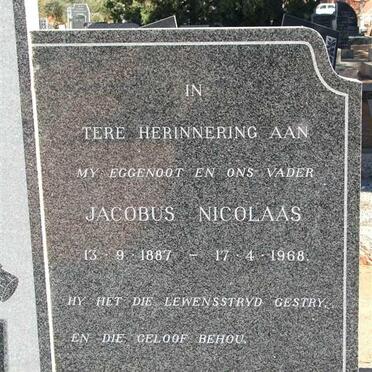 IN
TERE HERINNERING AAN
MY EGGENOOT EN ONS VADER
JACOBUS NICOLAAS
13 · 9 · 1887 – 17 · 4 · 1968.
HY HET DIE LEWENSSTRYD GESTRY,
EN DIE GELOOF BEHOU.